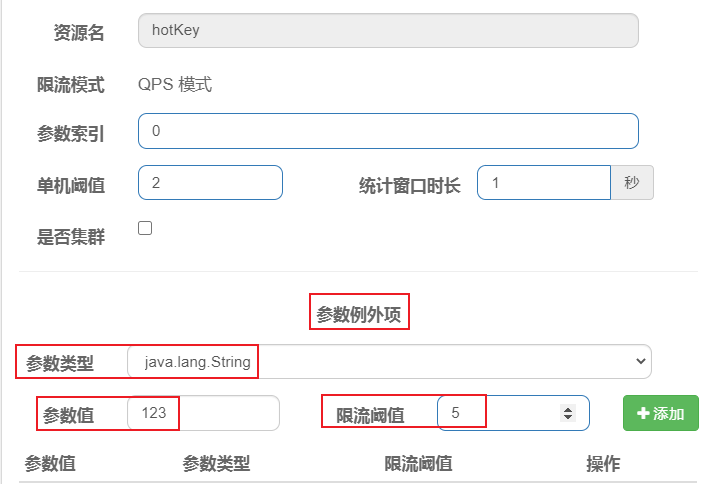 资源名 hotKey
限流模式 QPS 模式
参数索引 0
单机阈值 2 统计窗口时长 1 秒
是否集群
参数例外项
参数类型 java.lang.String
参数值 123 限流阈值 5 添加
参数值 参数类型 限流阈值 操作